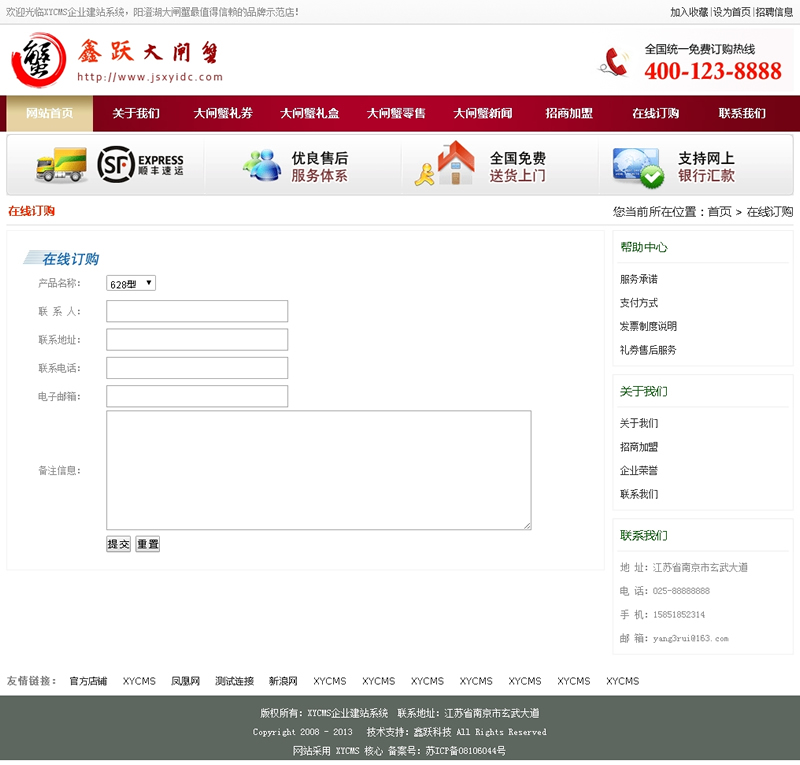 欢迎光临XYCMS企业建站系统，阳澄湖大闸蟹最值得信赖的品牌示范店！
加入收藏|设为首页|招聘信息
蟹
鑫跃大闸蟹
http://www.jsxyidc.com
全国统一免费订购热线
400-123-8888
网站首页 关于我们 大闸蟹礼券 大闸蟹礼盒 大闸蟹零售 大闸蟹新闻 招商加盟 在线订购 联系我们
SF EXPRESS
顺丰速运
优良售后
服务体系
全国免费
送货上门
支持网上
银行汇款
在线订购
您当前所在位置：首页 > 在线订购
在线订购
产品名称: 628型
联 系 人:
联系地址:
联系电话:
电子邮箱:
备注信息:
提交 重置
帮助中心
服务承诺
支付方式
发票制度说明
礼券售后服务
关于我们
关于我们
招商加盟
企业荣誉
联系我们
联系我们
地 址: 江苏省南京市玄武大道
电 话: 025-88888888
手 机: 15851852314
邮 箱: yang3rui@163.com
友情链接: 官方店铺 XYCMS 凤凰网 测试连接 新浪网 XYCMS XYCMS XYCMS XYCMS XYCMS XYCMS XYCMS
版权所有: XYCMS企业建站系统 联系地址: 江苏省南京市玄武大道
Copyright 2008 - 2013 技术支持: 鑫跃科技 All Rights Reserved
网站采用 XYCMS 核心 备案号: 苏ICP备08106044号